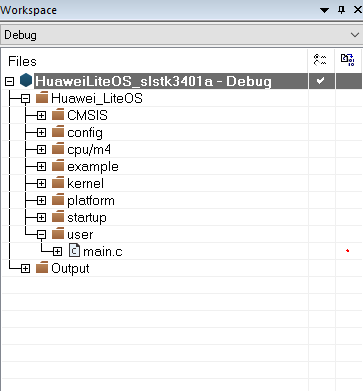 Workspace
Debug
Files
HuaweiLiteOS_slstk3401a - Debug
Huawei_LiteOS
CMSIS
config
cpu/m4
example
kernel
platform
startup
user
main.c
Output